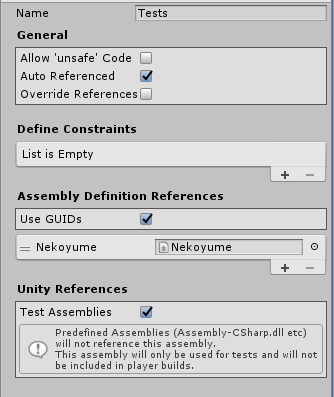 Name Tests
General
Allow 'unsafe' Code
Auto Referenced
Override References
Define Constraints
List is Empty
+ −
Assembly Definition References
Use GUIDs
Nekoyume Nekoyume
+ −
Unity References
Test Assemblies
Predefined Assemblies (Assembly-CSharp.dll etc)
will not reference this assembly.
This assembly will only be used for tests and will not
be included in player builds.